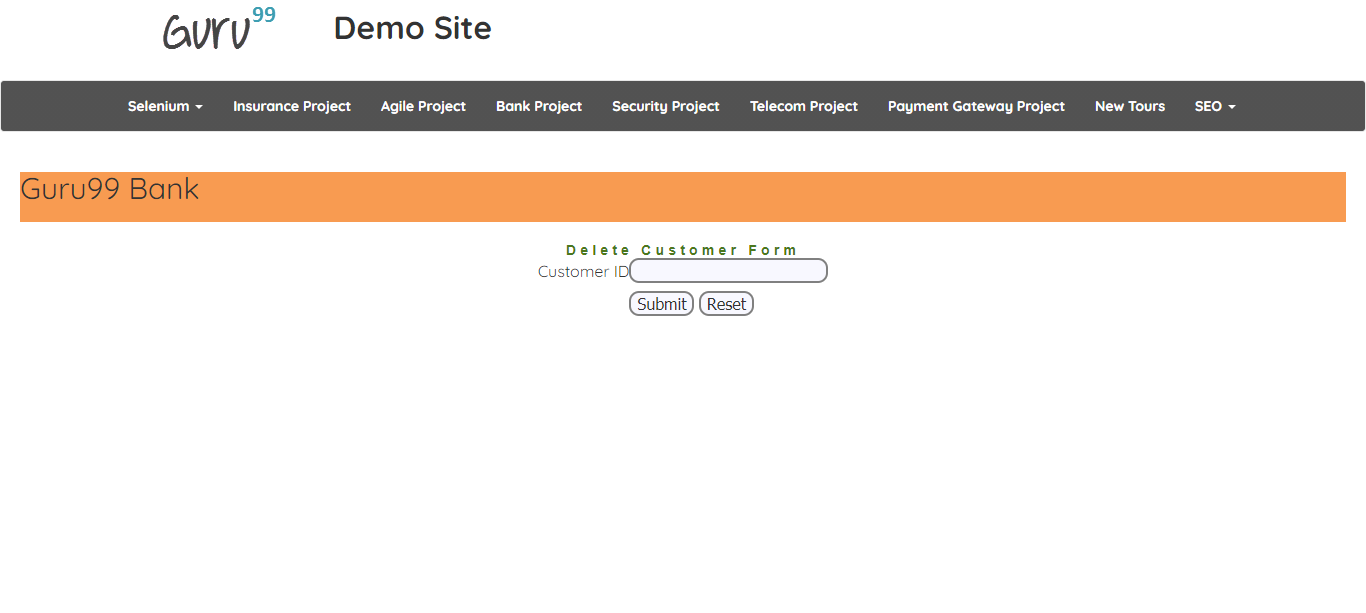 Guru99 Demo Site
Selenium Insurance Project Agile Project Bank Project Security Project Telecom Project Payment Gateway Project New Tours SEO
Guru99 Bank
Delete Customer Form
Customer ID
Submit Reset